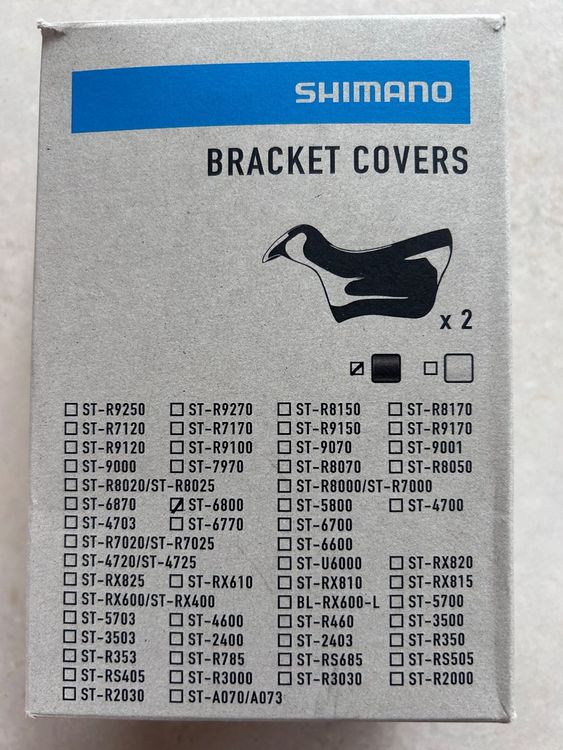 SHIMANO
BRACKET COVERS
x 2
ST-R9250 ST-R9270 ST-R8150 ST-R8170
ST-R7120 ST-R7170 ST-R9150 ST-R9170
ST-R9120 ST-R9100 ST-9070 ST-9001
ST-9000 ST-7970 ST-R8070 ST-R8050
ST-R8020/ST-R8025 ST-R8000/ST-R7000
ST-6870 ST-6800 ST-5800 ST-4700
ST-4703 ST-6770 ST-6700
ST-R7020/ST-R7025 ST-6600
ST-4720/ST-4725 ST-U6000 ST-RX820
ST-RX825 ST-RX610 ST-RX810 ST-RX815
ST-RX600/ST-RX400 BL-RX600-L ST-5700
ST-5703 ST-4600 ST-R460 ST-3500
ST-3503 ST-2400 ST-2403 ST-R350
ST-R353 ST-R785 ST-RS685 ST-RS505
ST-RS405 ST-R3000 ST-R3030 ST-R2000
ST-R2030 ST-A070/A073